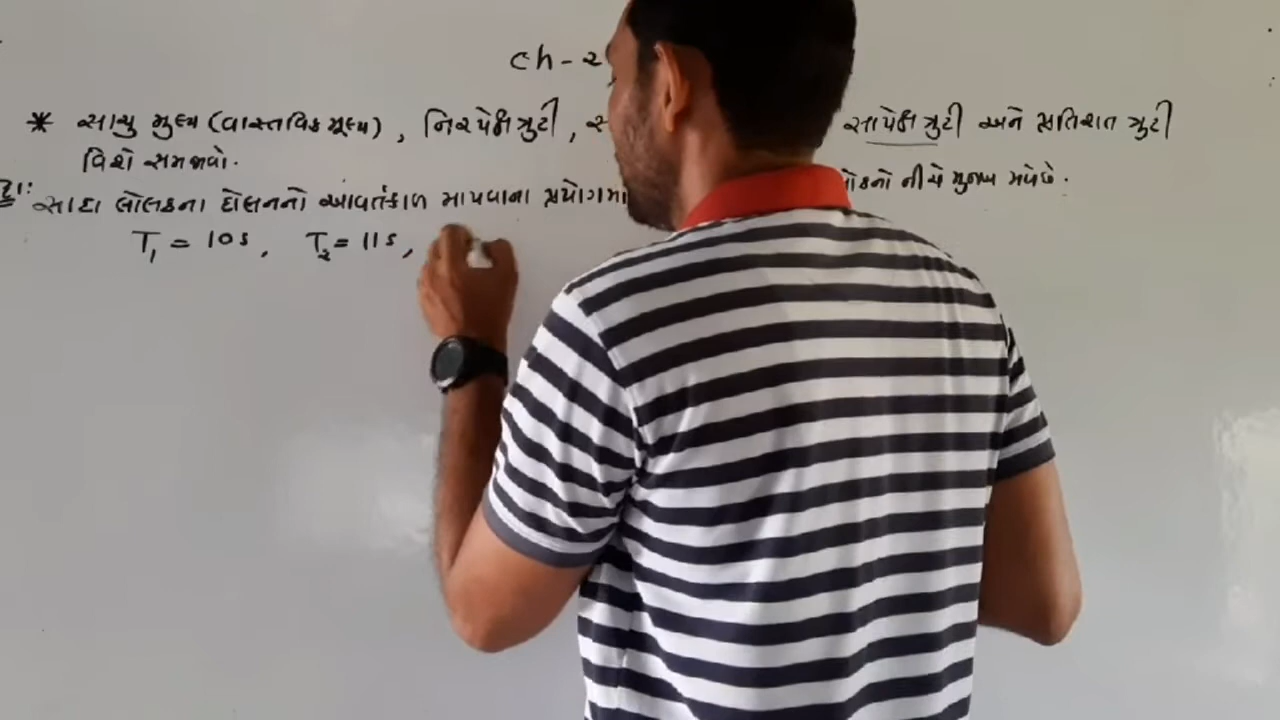 Ch-2
* સાચુ મુલ્ય (વાસ્તવિક મૂલ્ય), નિરપેક્ષ ત્રુટી, સાપેક્ષ ત્રુટી અને પ્રતિશત ત્રુટી
વિશે સમજાવો.
સાદા લોલકના દોલનનો આવર્તકાળ માપવાના પ્રયોગમા નીચે મુજબ મળેછે.
T₁ = 10s, T₂ = 11s,